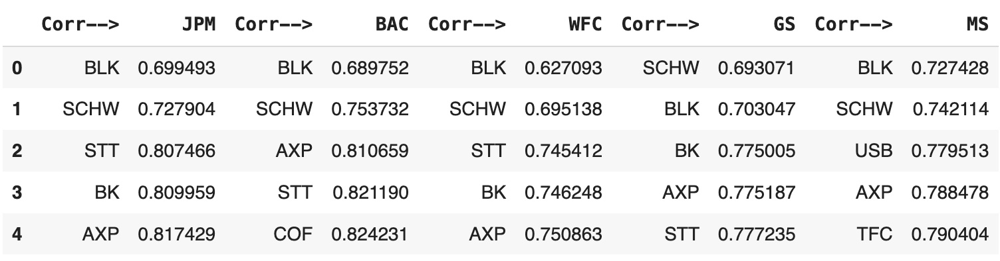 Corr--> JPM Corr--> BAC Corr--> WFC Corr--> GS Corr--> MS
0 BLK 0.699493 BLK 0.689752 BLK 0.627093 SCHW 0.693071 BLK 0.727428
1 SCHW 0.727904 SCHW 0.753732 SCHW 0.695138 BLK 0.703047 SCHW 0.742114
2 STT 0.807466 AXP 0.810659 STT 0.745412 BK 0.775005 USB 0.779513
3 BK 0.809959 STT 0.821190 BK 0.746248 AXP 0.775187 AXP 0.788478
4 AXP 0.817429 COF 0.824231 AXP 0.750863 STT 0.777235 TFC 0.790404